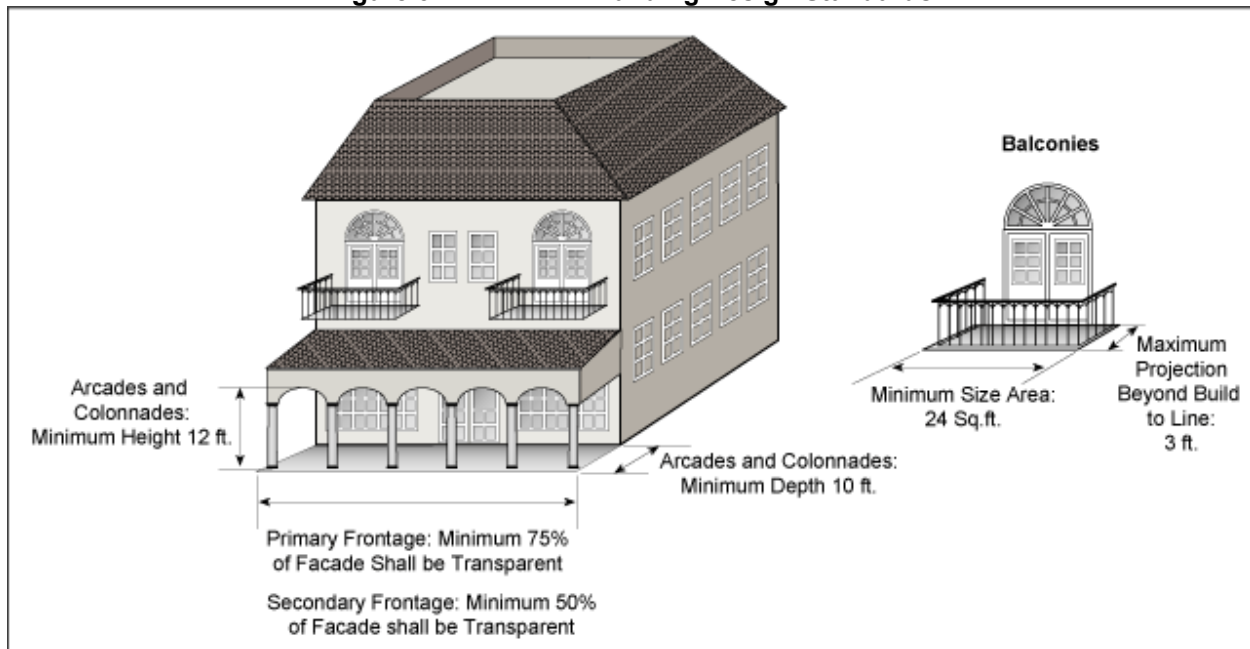 Balconies
Arcades and
Colonnades:
Minimum Height 12 ft.
Arcades and Colonnades:
Minimum Depth 10 ft.
Primary Frontage: Minimum 75%
of Facade Shall be Transparent
Secondary Frontage: Minimum 50%
of Facade shall be Transparent
Minimum Size Area:
24 Sq.ft.
Maximum
Projection
Beyond Build
to Line:
3 ft.